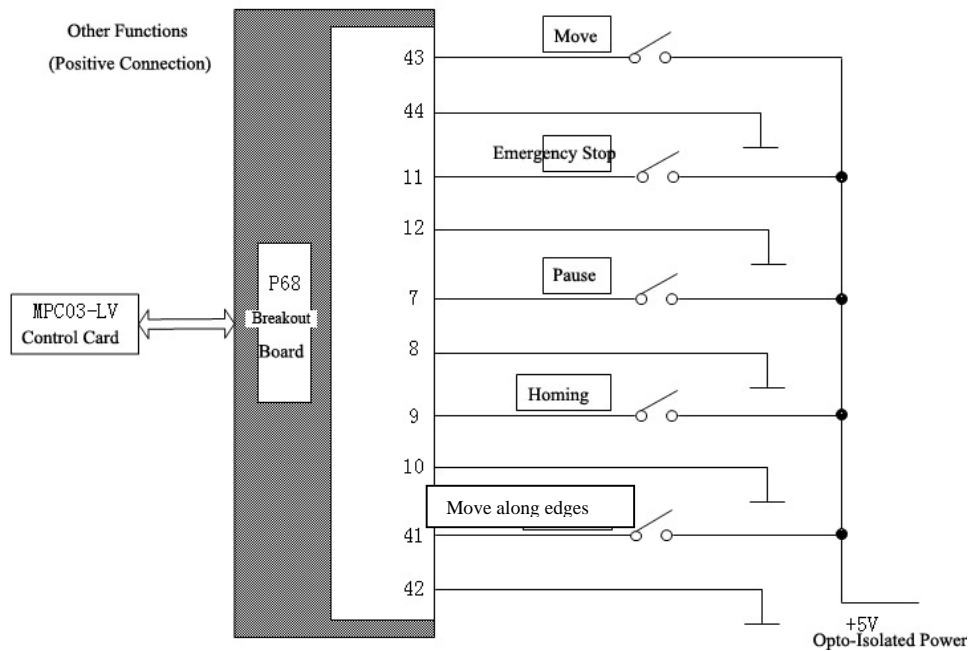 Other Functions
(Positive Connection)
43
Move
44
11
Emergency Stop
12
7
Pause
8
9
Homing
10
41
Move along edges
42
P68
Breakout
Board
MPC03-LV
Control Card
+5V
Opto-Isolated Power